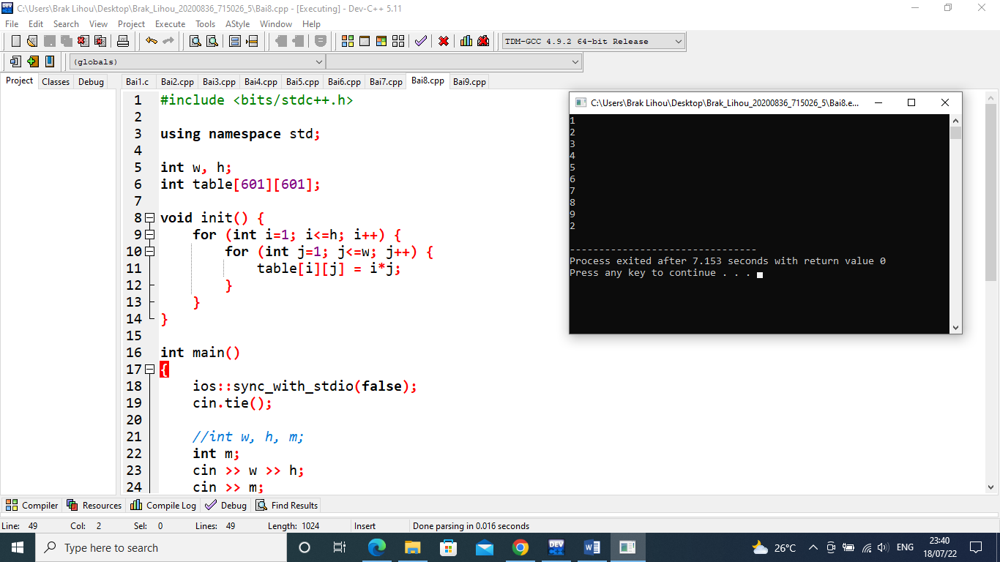 C:\Users\Brak Lihou\Desktop\Brak_Lihou_20200836_715026_5\Bai8.cpp - [Executing] - Dev-C++ 5.11
File Edit Search View Project Execute Tools AStyle Window Help
TDM-GCC 4.9.2 64-bit Release
(globals)
Project Classes Debug
Bai1.c Bai2.cpp Bai3.cpp Bai4.cpp Bai5.cpp Bai6.cpp Bai7.cpp Bai8.cpp Bai9.cpp
1 #include <bits/stdc++.h>
2
3 using namespace std;
4
5 int w, h;
6 int table[601][601];
7
8 void init() {
9     for (int i=1; i<=h; i++) {
10         for (int j=1; j<=w; j++) {
11             table[i][j] = i*j;
12         }
13     }
14 }
15
16 int main()
17 {
18     ios::sync_with_stdio(false);
19     cin.tie();
20
21     //int w, h, m;
22     int m;
23     cin >> w >> h;
24     cin >> m;
C:\Users\Brak Lihou\Desktop\Brak_Lihou_20200836_715026_5\Bai8.e...
1
2
3
4
5
6
7
8
9
2
--------------------------------
Process exited after 7.153 seconds with return value 0
Press any key to continue . . .
Compiler Resources Compile Log Debug Find Results
Line: 49 Col: 2 Sel: 0 Lines: 49 Length: 1024 Insert Done parsing in 0.016 seconds
Type here to search
DEV
26°C
ENG
23:40
18/07/22